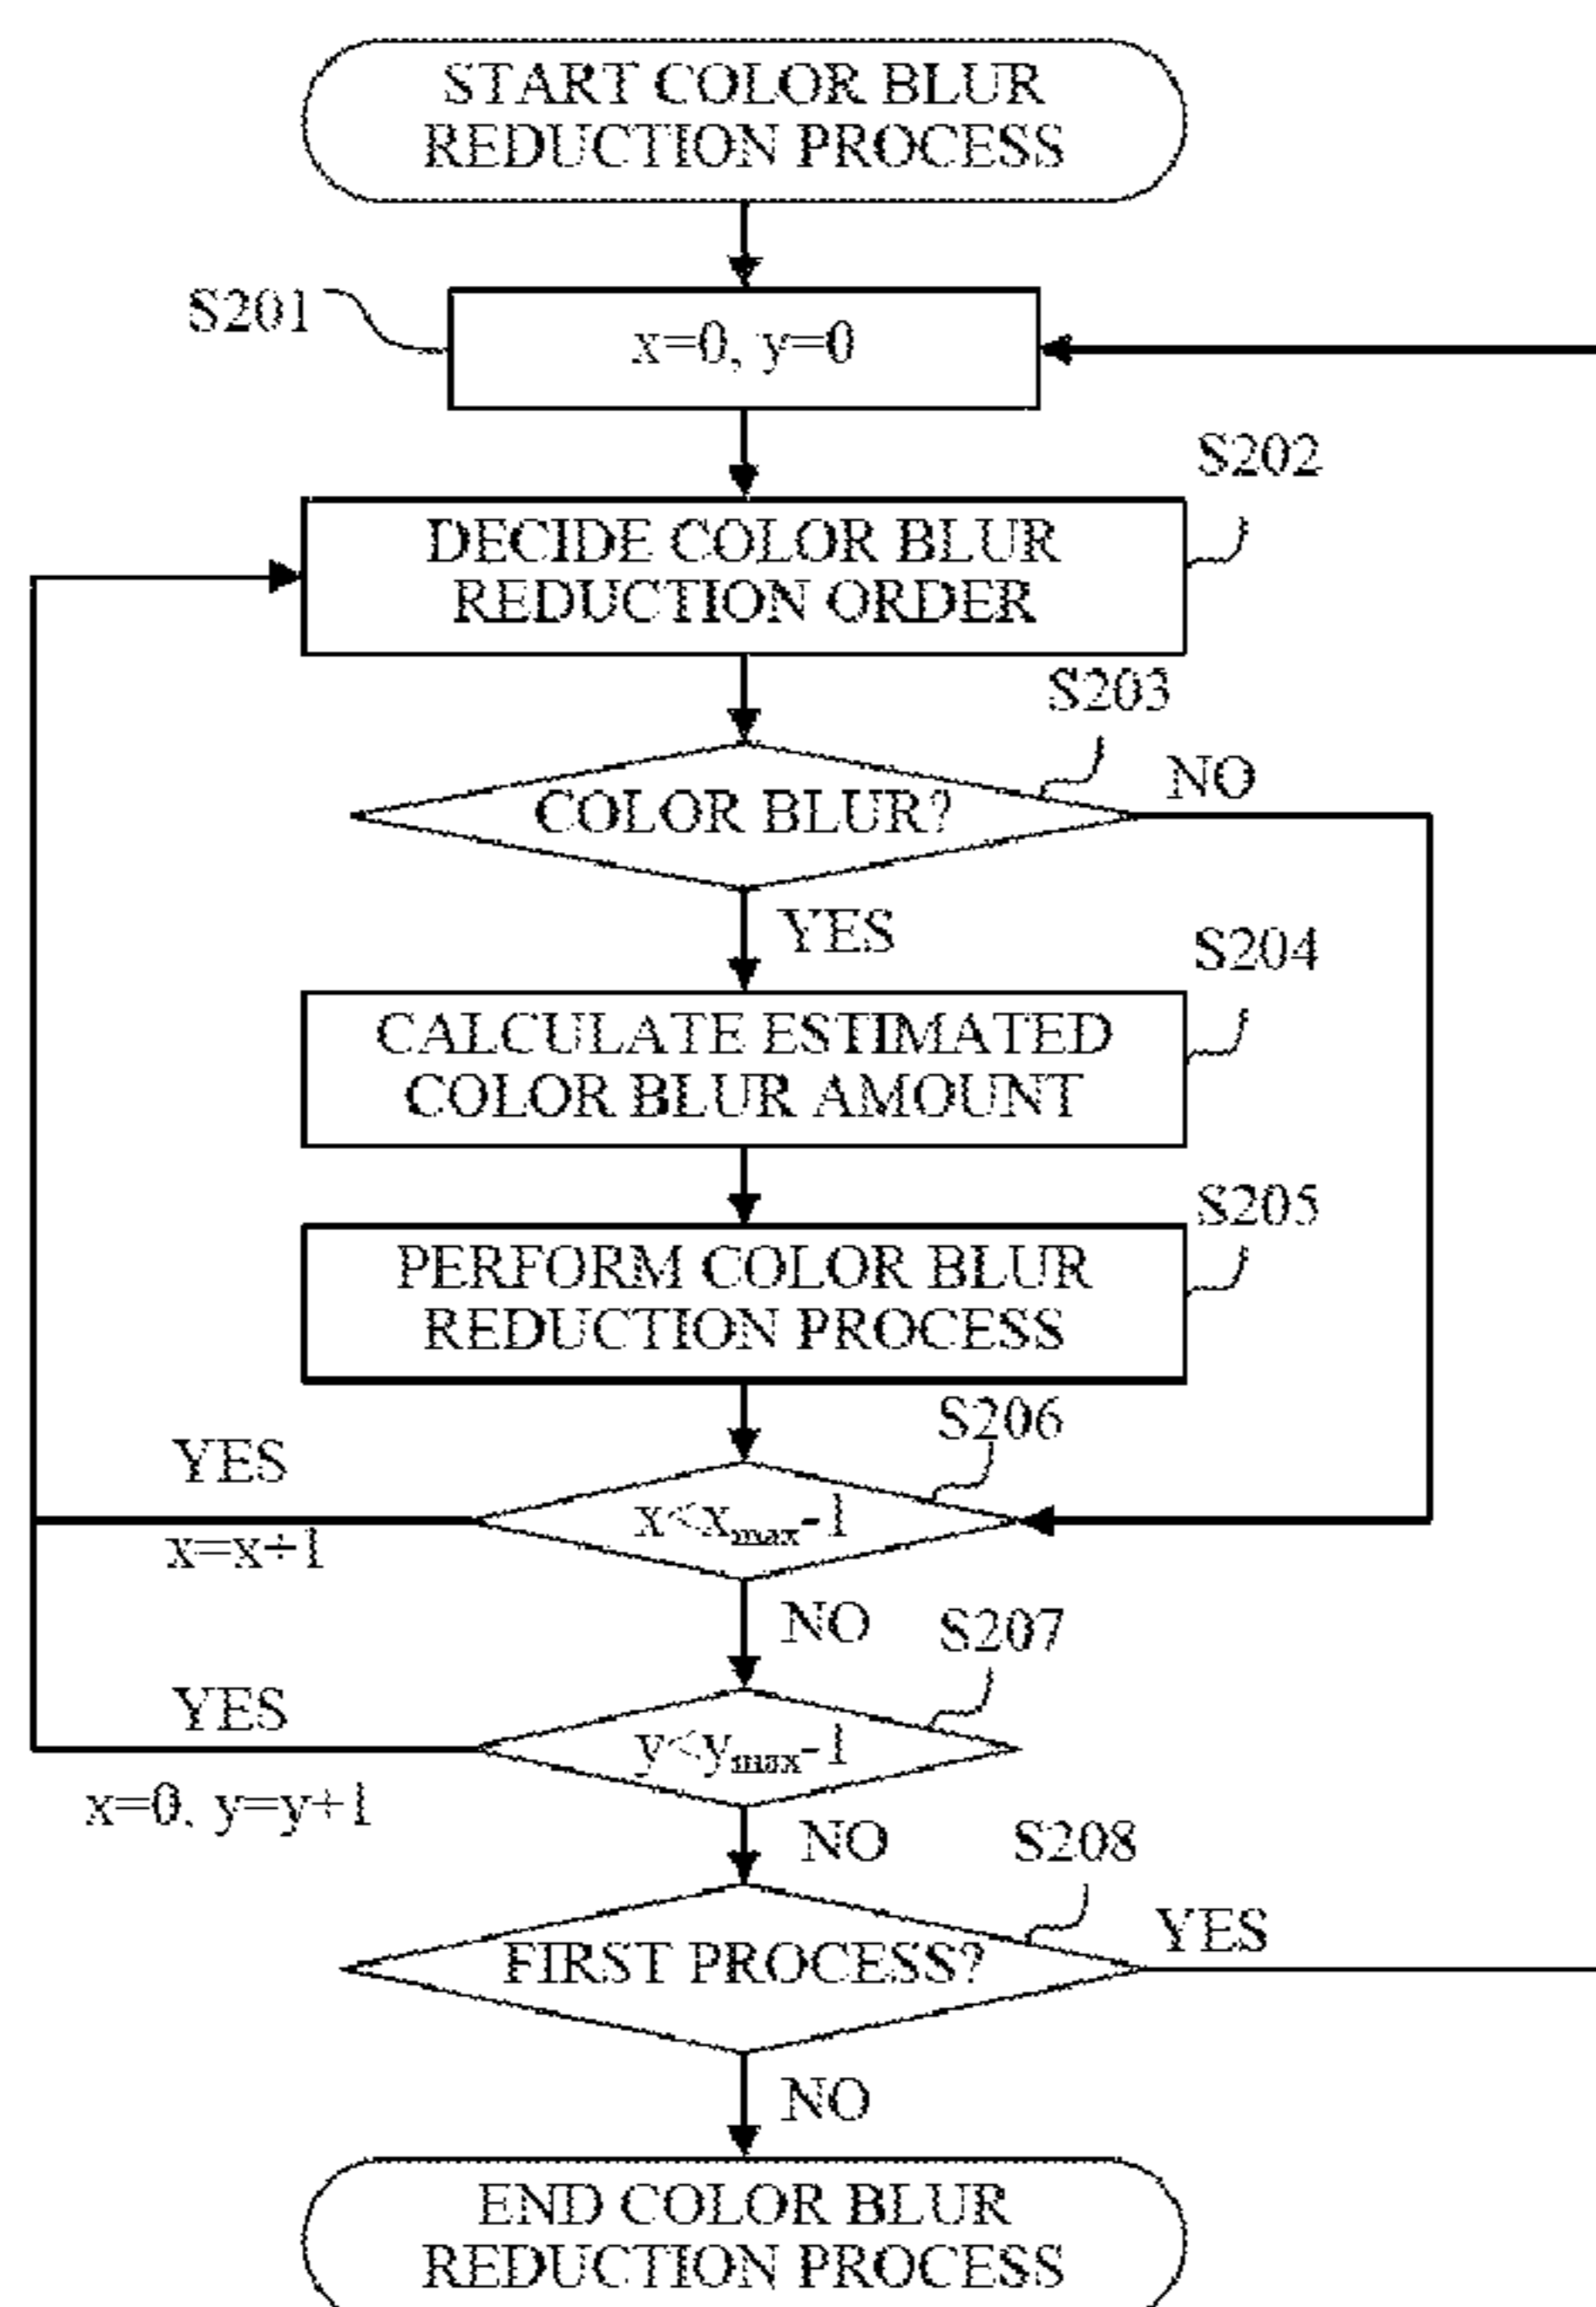 START COLOR BLUR
REDUCTION PROCESS
S201
x=0, y=0
S202
DECIDE COLOR BLUR
REDUCTION ORDER
S203
COLOR BLUR?
NO
YES
S204
CALCULATE ESTIMATED
COLOR BLUR AMOUNT
S205
PERFORM COLOR BLUR
REDUCTION PROCESS
S206
YES
x<xmax-1
x=x+1
NO
S207
YES
y<ymax-1
x=0, y=y+1
NO
S208
FIRST PROCESS?
YES
NO
END COLOR BLUR
REDUCTION PROCESS